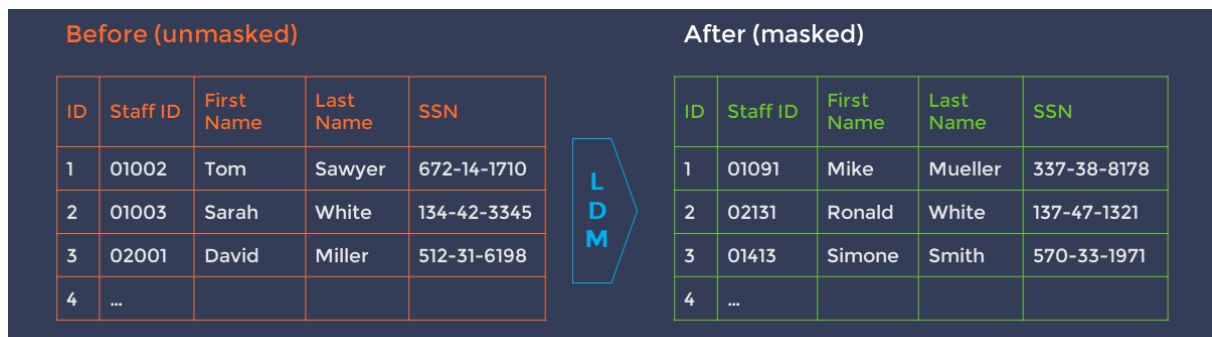 Before (unmasked)
ID Staff ID First Name Last Name SSN
1 01002 Tom Sawyer 672-14-1710
2 01003 Sarah White 134-42-3345
3 02001 David Miller 512-31-6198
4 ...
L
D
M
After (masked)
ID Staff ID First Name Last Name SSN
1 01091 Mike Mueller 337-38-8178
2 02131 Ronald White 137-47-1321
3 01413 Simone Smith 570-33-1971
4 ...